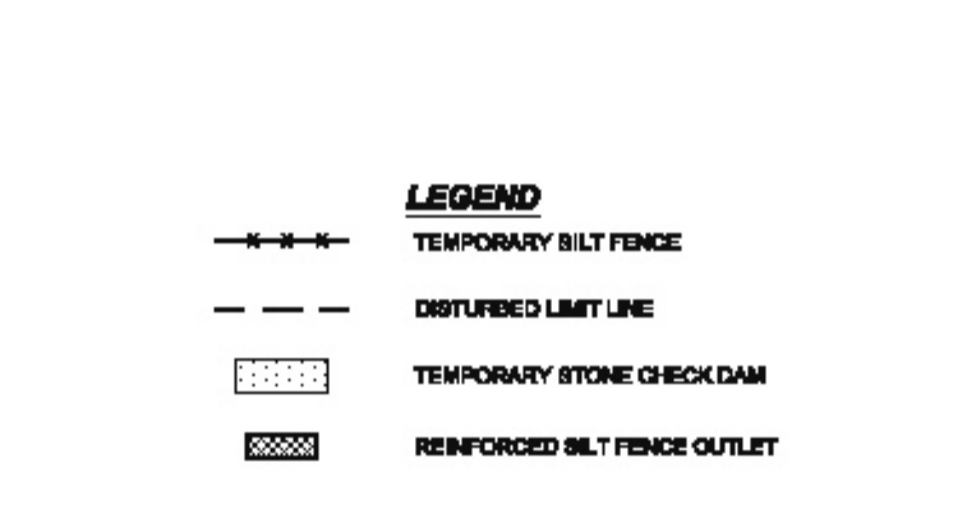 LEGEND
TEMPORARY SILT FENCE
DISTURBED LIMIT LINE
TEMPORARY STONE CHECK DAM
REINFORCED SILT FENCE OUTLET